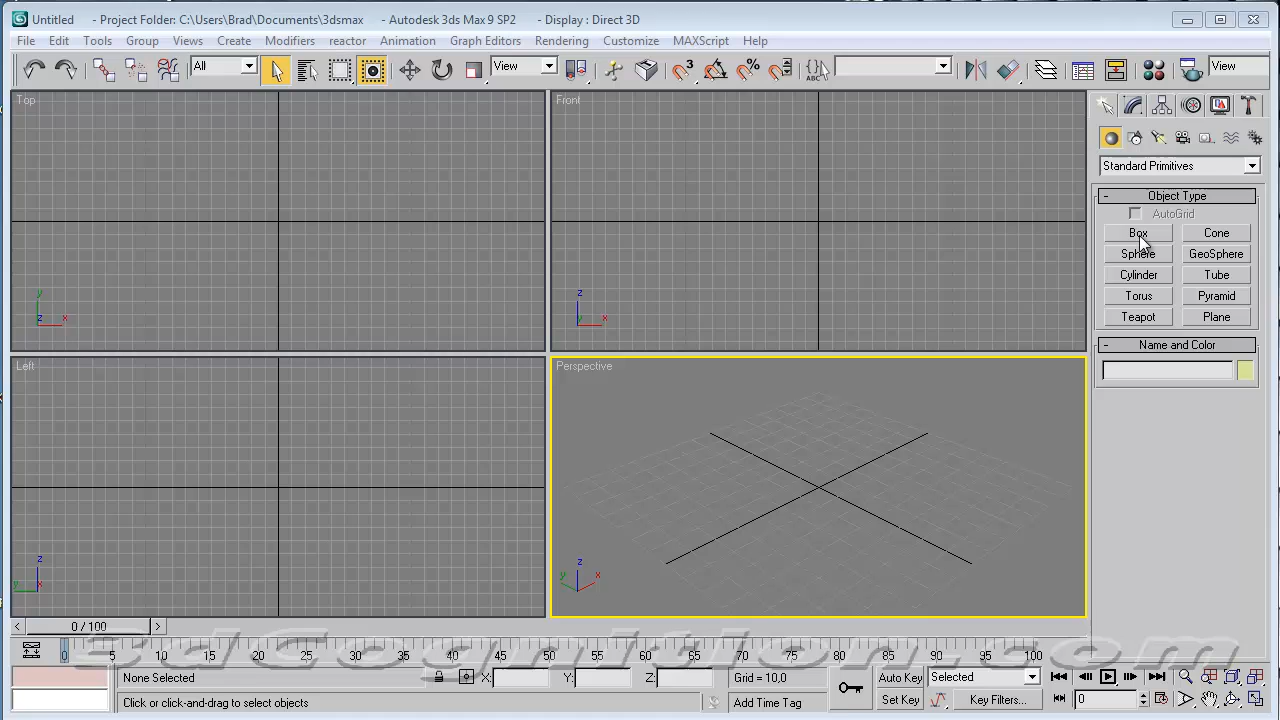 Untitled - Project Folder: C:\Users\Brad\Documents\3dsmax - Autodesk 3ds Max 9 SP2 - Display : Direct 3D
File Edit Tools Group Views Create Modifiers reactor Animation Graph Editors Rendering Customize MAXScript Help
All View 3 % ABC View
Top Front
Standard Primitives
- Object Type
AutoGrid
Box Cone
Sphere GeoSphere
Cylinder Tube
Torus Pyramid
Teapot Plane
- Name and Color
y z x
z y x
Left Perspective
z y x
z y x
< 0 / 100 >
3dCognition.com
0 5 10 15 20 25 30 35 40 45 50 55 60 65 70 75 80 85 90 95 100
None Selected X: Y: Z: Grid = 10.0 Auto Key Selected
Click or click-and-drag to select objects Add Time Tag Set Key Key Filters... 0